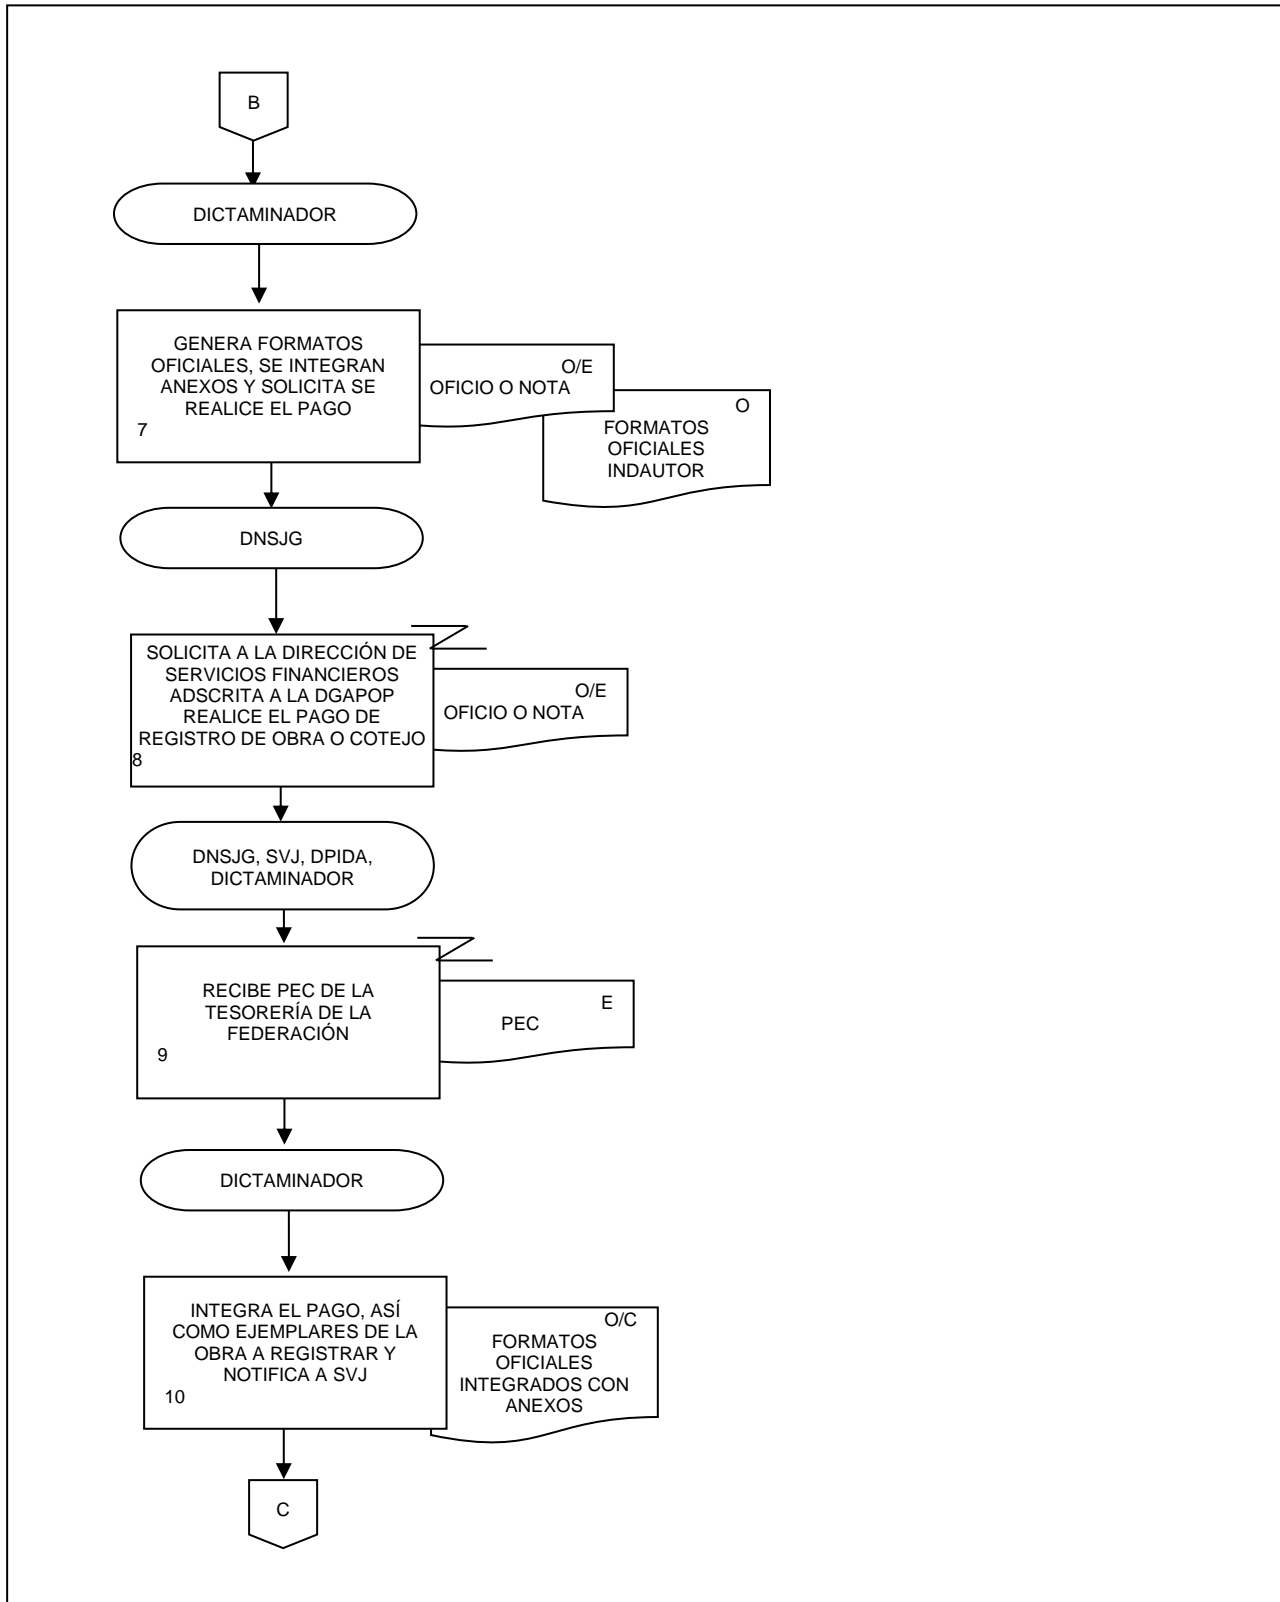 B
DICTAMINADOR
GENERA FORMATOS
OFICIALES, SE INTEGRAN
ANEXOS Y SOLICITA SE
REALICE EL PAGO
7
O/E
OFICIO O NOTA
O
FORMATOS
OFICIALES
INDAUTOR
DNSJG
SOLICITA A LA DIRECCIÓN DE
SERVICIOS FINANCIEROS
ADSCRITA A LA DGAPOP
REALICE EL PAGO DE
REGISTRO DE OBRA O COTEJO
8
O/E
OFICIO O NOTA
DNSJG, SVJ, DPIDA,
DICTAMINADOR
RECIBE PEC DE LA
TESORERÍA DE LA
FEDERACIÓN
9
E
PEC
DICTAMINADOR
INTEGRA EL PAGO, ASÍ
COMO EJEMPLARES DE LA
OBRA A REGISTRAR Y
NOTIFICA A SVJ
10
O/C
FORMATOS
OFICIALES
INTEGRADOS CON
ANEXOS
C